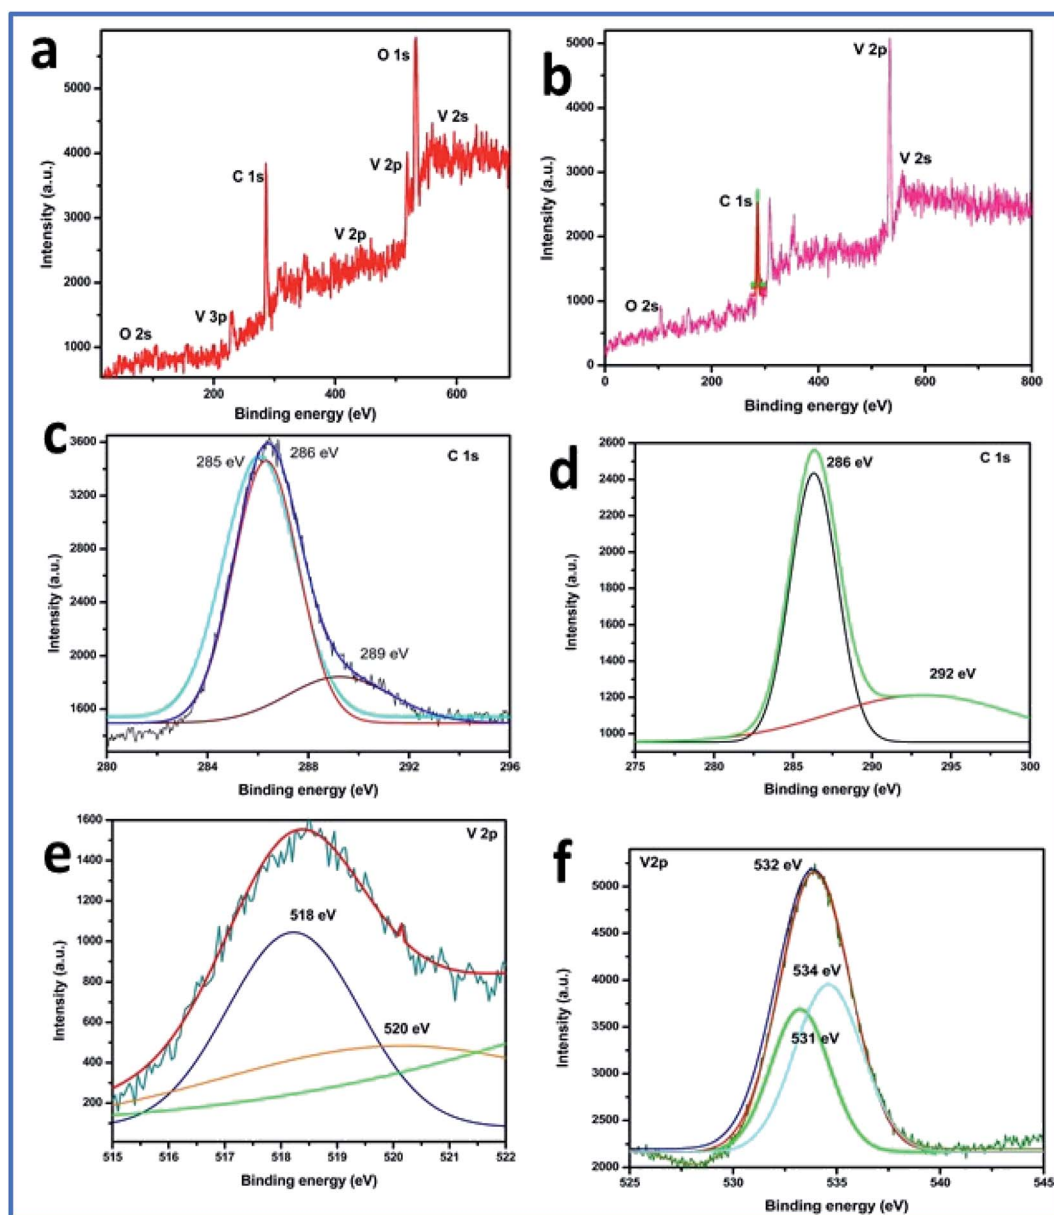 a
O 1s
V 2s
V 2p
C 1s
V 2p
V 3p
O 2s
5000
4000
3000
2000
1000
200
400
600
Intensity (a.u.)
Binding energy (eV)
b
V 2p
V 2s
C 1s
O 2s
5000
4000
3000
2000
1000
0
0
200
400
600
800
Intensity (a.u.)
Binding energy (eV)
c
285 eV
286 eV
C 1s
289 eV
3600
3200
2800
2400
2000
1600
280
284
288
292
296
Intensity (a.u.)
Binding energy (eV)
d
286 eV
C 1s
292 eV
2600
2400
2200
2000
1800
1600
1400
1200
1000
275
280
285
290
295
300
Intensity (a.u.)
Binding energy (eV)
e
V 2p
518 eV
520 eV
1600
1400
1200
1000
800
600
400
200
515
516
517
518
519
520
521
522
Intensity (a.u.)
Binding energy (eV)
f
V2p
532 eV
534 eV
531 eV
5000
4500
4000
3500
3000
2500
2000
525
530
535
540
545
Intensity (a.u.)
Binding energy (eV)